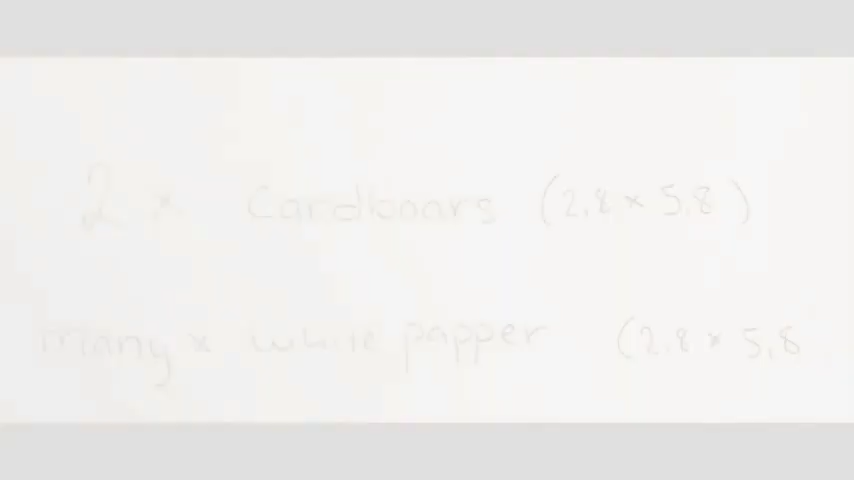 2 x Cardboars (2,8 x 5,8)
many x white papper (2,8 x 5,8